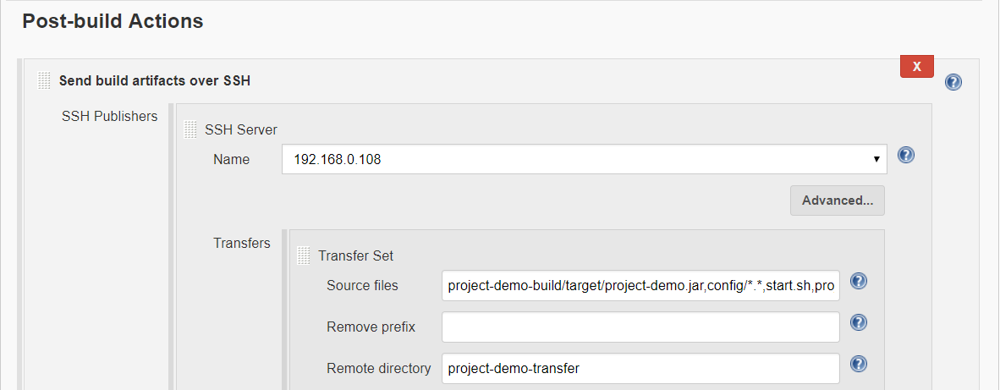 Post-build Actions
X
Send build artifacts over SSH
?
SSH Publishers
SSH Server
Name 192.168.0.108 ?
Advanced...
Transfers
Transfer Set
Source files project-demo-build/target/project-demo.jar,config/*.*,start.sh,pro ?
Remove prefix ?
Remote directory project-demo-transfer ?